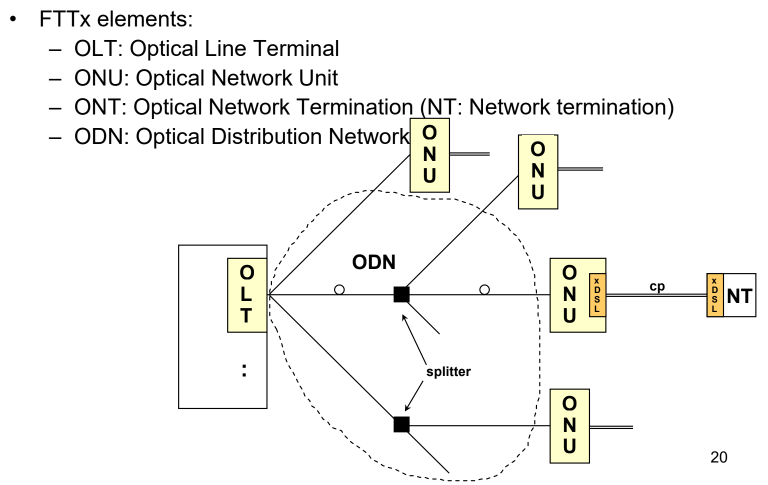 • FTTx elements:
– OLT: Optical Line Terminal
– ONU: Optical Network Unit
– ONT: Optical Network Termination (NT: Network termination)
– ODN: Optical Distribution Network
ONU
ONU
ODN
OLT
:
ONU
xDSL
cp
xDSL
NT
splitter
ONU
20